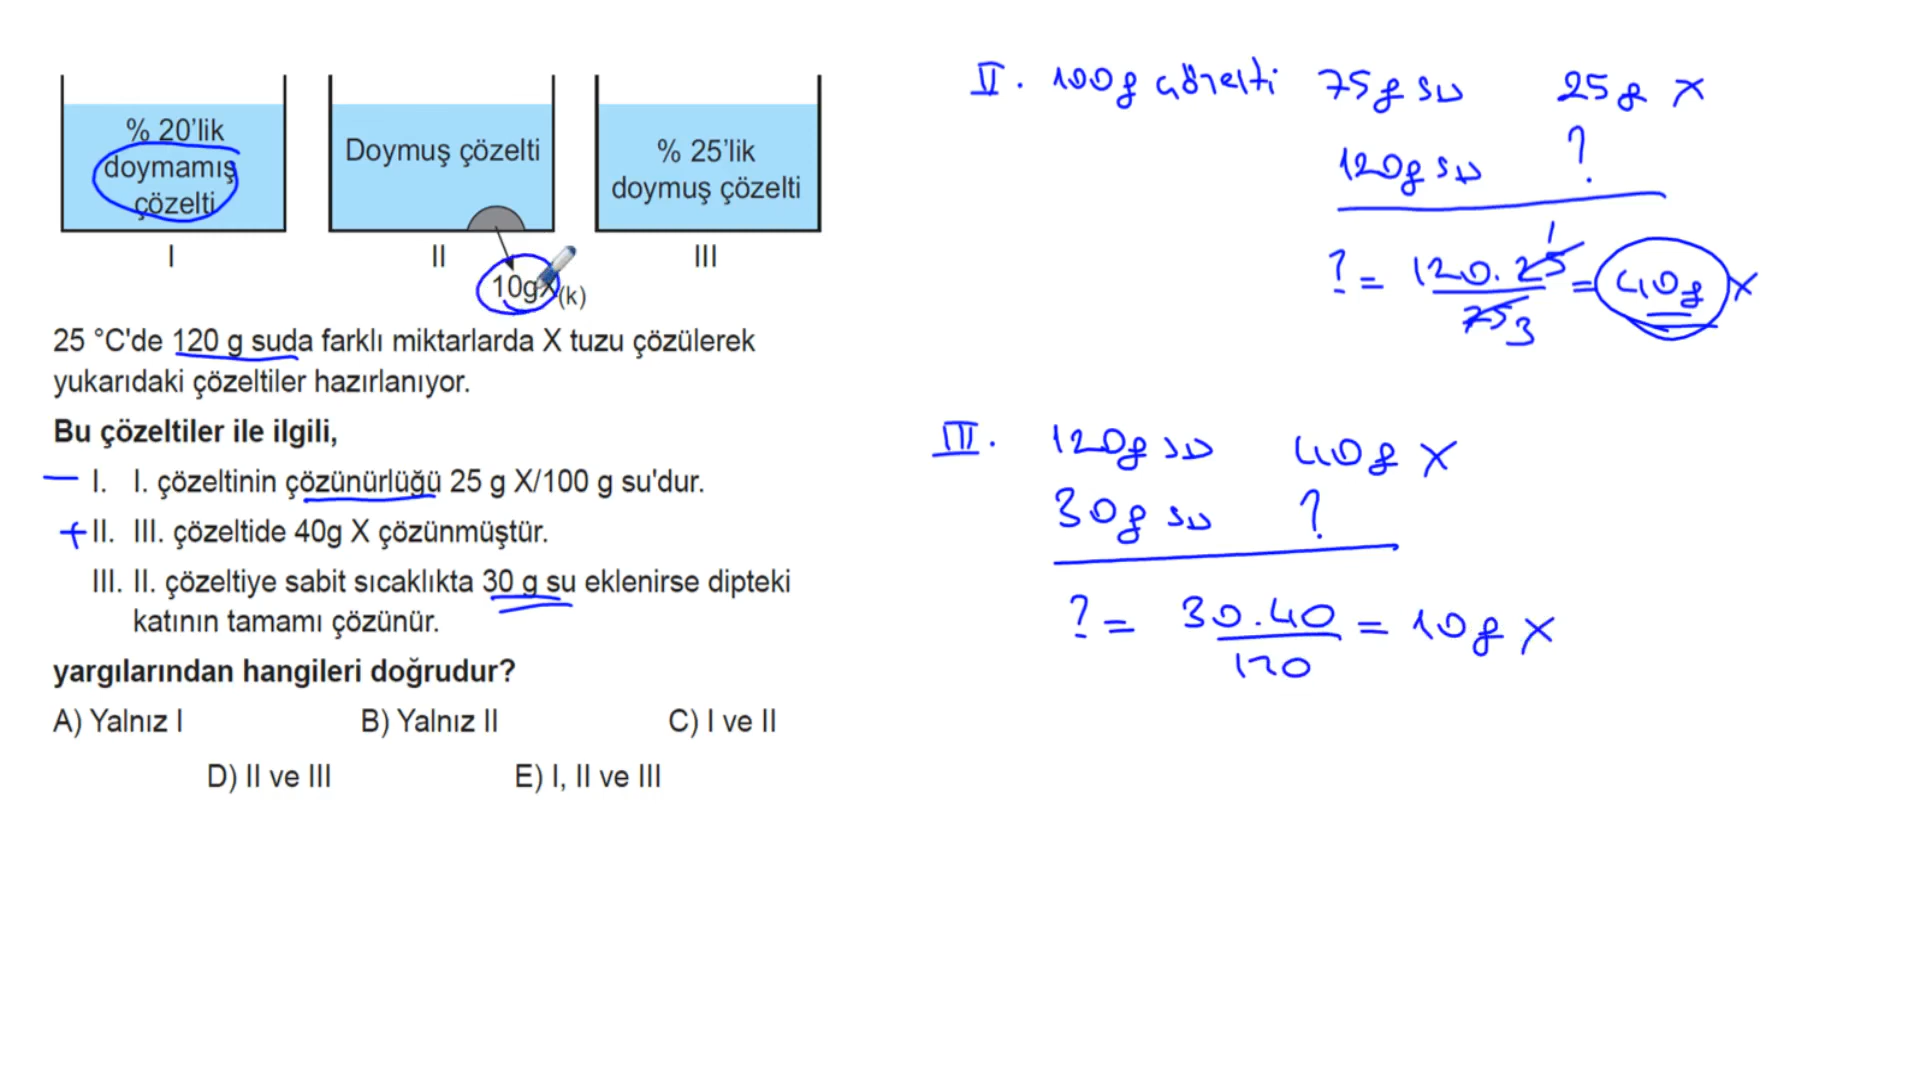 % 20'lik
doymamış
çözelti
I
Doymuş çözelti
II
10gX(k)
% 25'lik
doymuş çözelti
III
25 °C'de 120 g suda farklı miktarlarda X tuzu çözülerek
yukarıdaki çözeltiler hazırlanıyor.
Bu çözeltiler ile ilgili,
— I. I. çözeltinin çözünürlüğü 25 g X/100 g su'dur.
+ II. III. çözeltide 40g X çözünmüştür.
III. II. çözeltiye sabit sıcaklıkta 30 g su eklenirse dipteki
katının tamamı çözünür.
yargılarından hangileri doğrudur?
A) Yalnız I B) Yalnız II C) I ve II
D) II ve III E) I, II ve III
II. 100g çözelti 75g su 25g X
120g su ?
? = 120.25 / 75 = 40g X
1
3
III. 120g su 40g X
30g su ?
? = 30.40 / 120 = 10g X